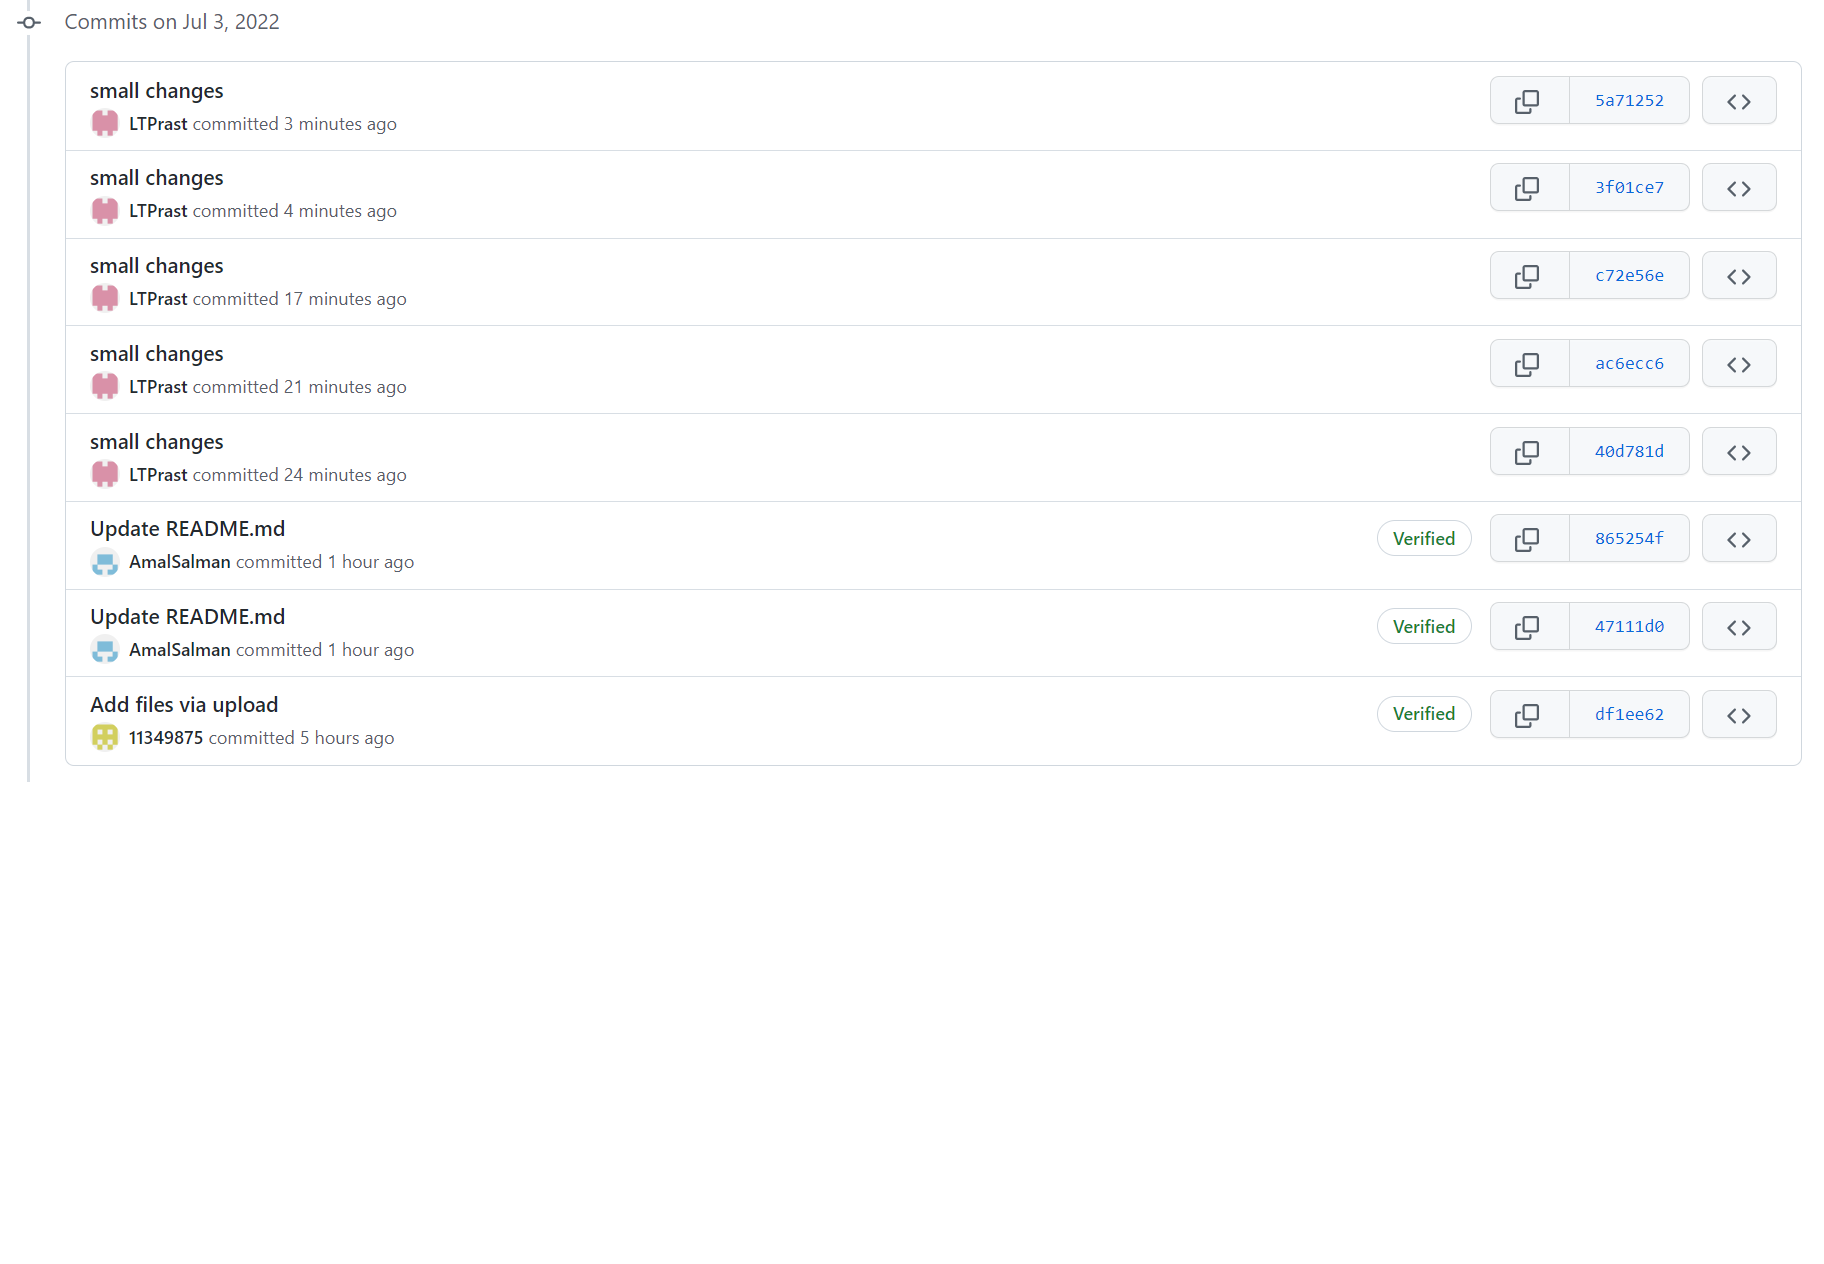 Commits on Jul 3, 2022
small changes
5a71252
LTPrast committed 3 minutes ago
small changes
3f01ce7
LTPrast committed 4 minutes ago
small changes
c72e56e
LTPrast committed 17 minutes ago
small changes
ac6ecc6
LTPrast committed 21 minutes ago
small changes
40d781d
LTPrast committed 24 minutes ago
Update README.md
Verified
865254f
AmalSalman committed 1 hour ago
Update README.md
Verified
47111d0
AmalSalman committed 1 hour ago
Add files via upload
Verified
df1ee62
11349875 committed 5 hours ago